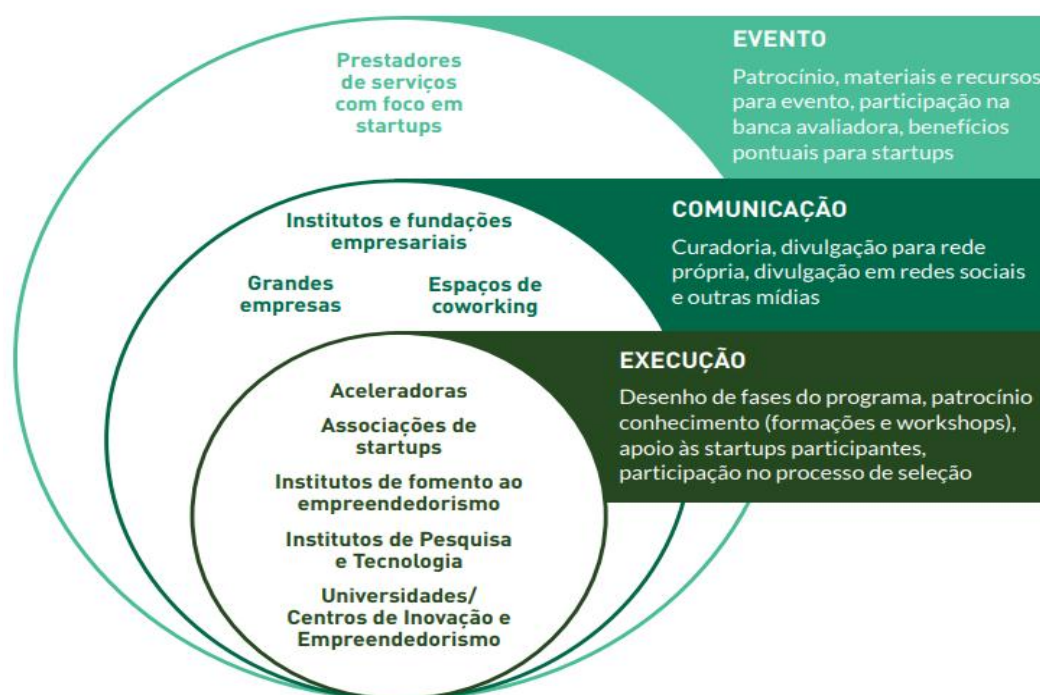 Prestadores
de serviços
com foco em
startups
EVENTO
Patrocínio, materiais e recursos
para evento, participação na
banca avaliadora, benefícios
pontuais para startups
Institutos e fundações
empresariais
Grandes
empresas
Espaços de
coworking
COMUNICAÇÃO
Curadoria, divulgação para rede
própria, divulgação em redes sociais
e outras mídias
Aceleradoras
Associações de
startups
Institutos de fomento ao
empreendedorismo
Institutos de Pesquisa
e Tecnologia
Universidades/
Centros de Inovação e
Empreendedorismo
EXECUÇÃO
Desenho de fases do programa, patrocínio
conhecimento (formações e workshops),
apoio às startups participantes,
participação no processo de seleção